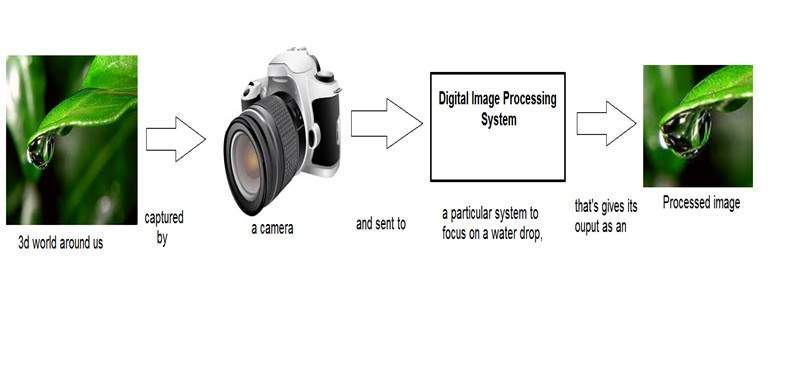 Digital Image Processing
System
3d world around us
captured
by
a camera
and sent to
a particular system to
focus on a water drop,
that's gives its
ouput as an
Processed image